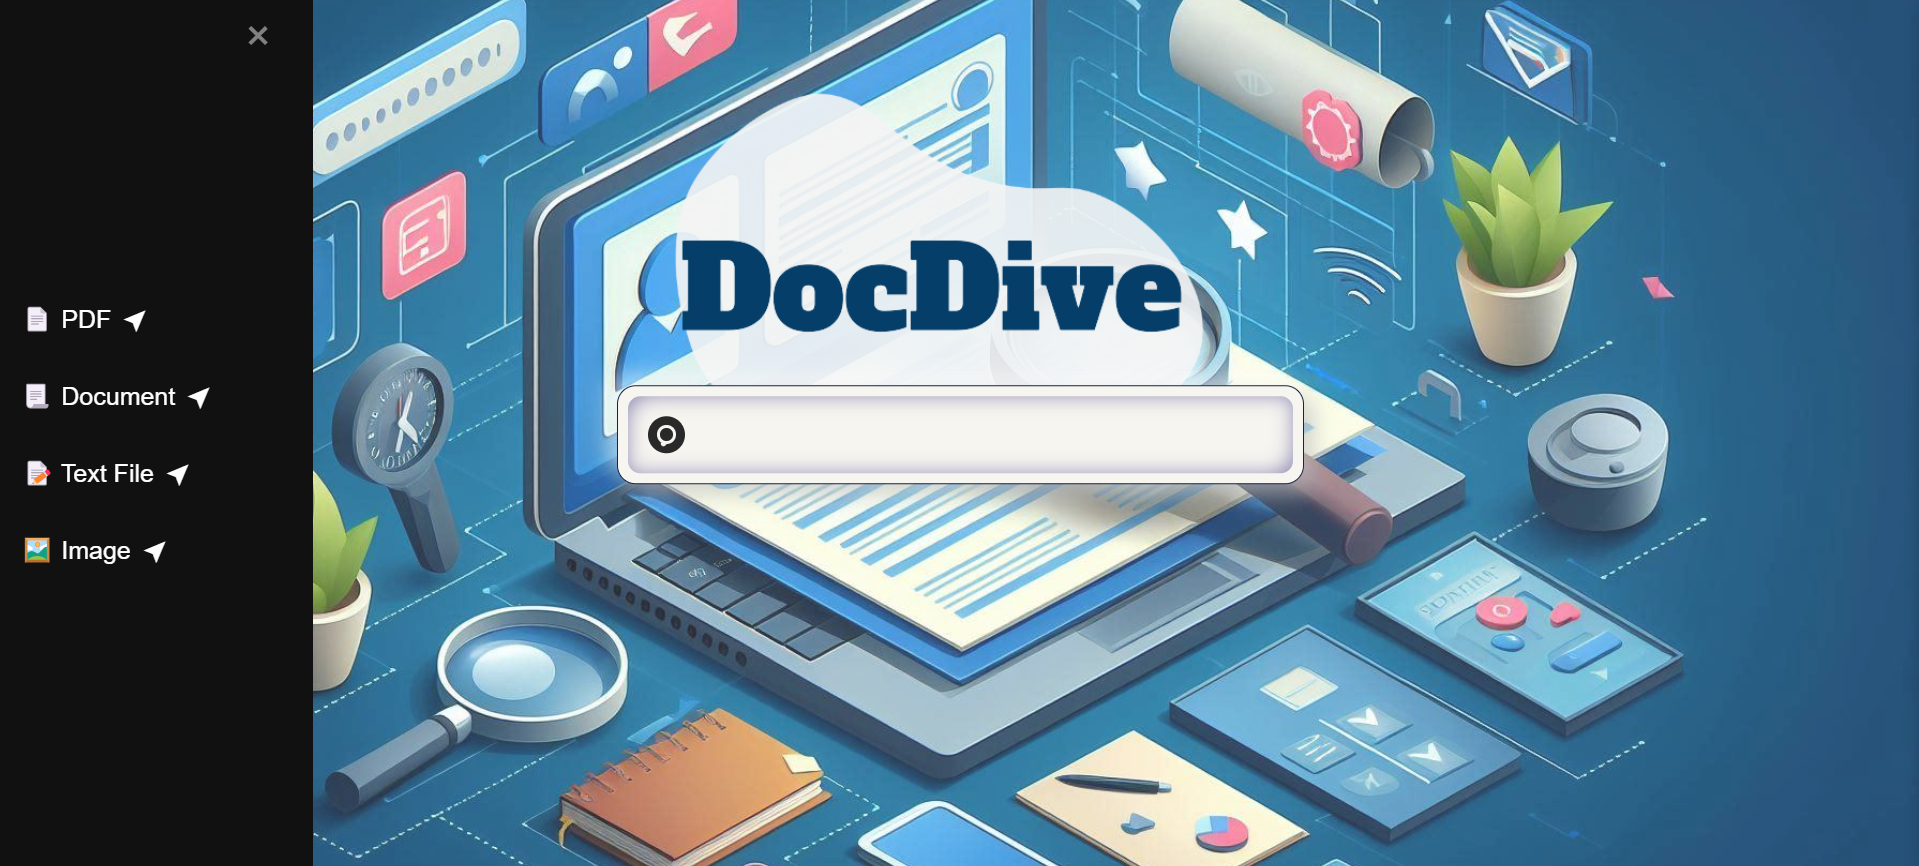 PDF
Document
Text File
Image
DocDive